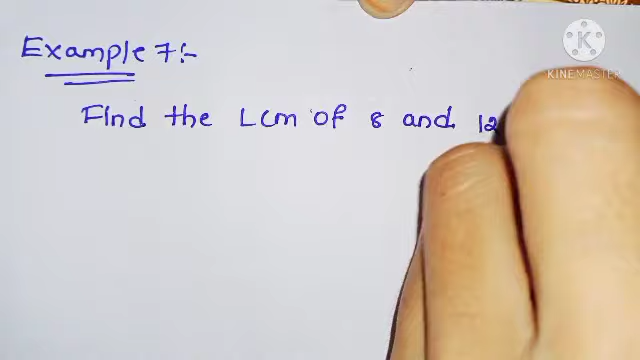 Example 7:-
Find the LCM of 8 and 12
KINEMASTER